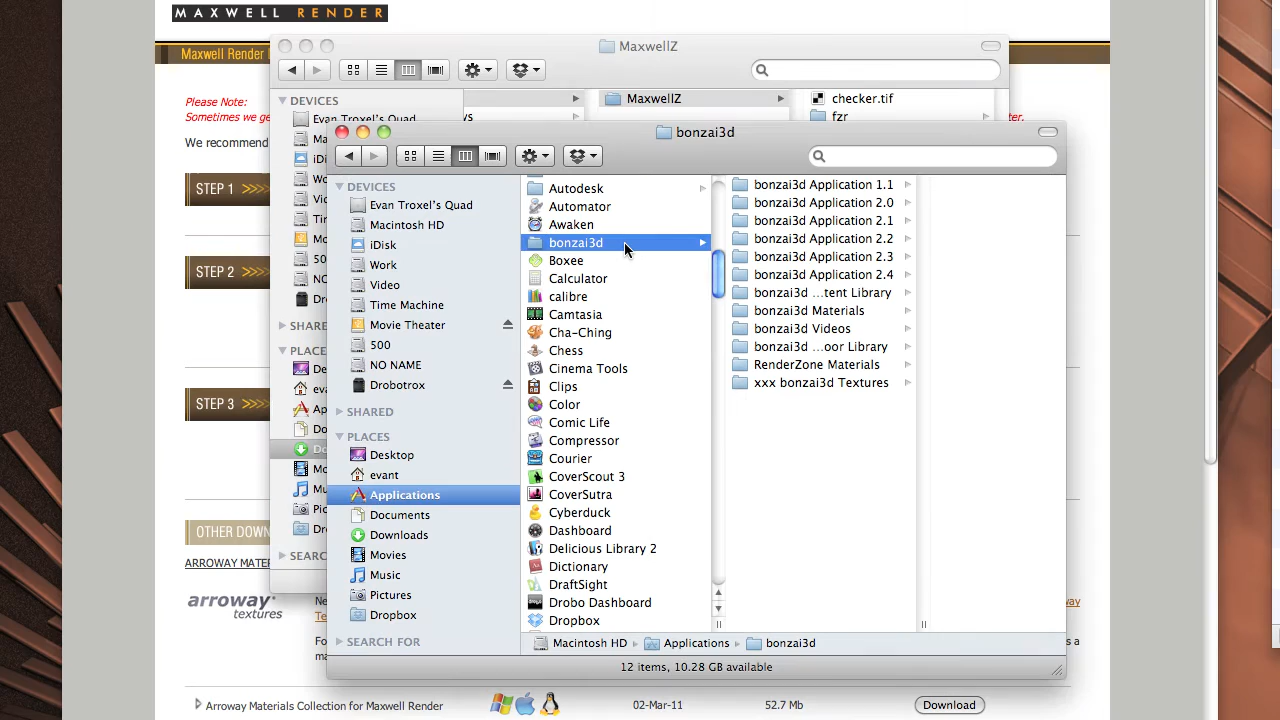 MAXWELL RENDER
Maxwell Render
MaxwellZ
Please Note:
Sometimes we ge
We recommend
STEP 1 >>>
STEP 2 >>>
STEP 3 >>>
OTHER DOWN
ARROWAY MATER
arroway
textures
DEVICES
Evan Troxel's Quad
MaxwellZ
checker.tif
fzr
SHARE
PLACE
SEARC
bonzai3d
DEVICES
Evan Troxel's Quad
Macintosh HD
iDisk
Work
Video
Time Machine
Movie Theater
500
NO NAME
Drobotrox
SHARED
PLACES
Desktop
evant
Applications
Documents
Downloads
Movies
Music
Pictures
Dropbox
SEARCH FOR
Autodesk
Automator
Awaken
bonzai3d
Boxee
Calculator
calibre
Camtasia
Cha-Ching
Chess
Cinema Tools
Clips
Color
Comic Life
Compressor
Courier
CoverScout 3
CoverSutra
Cyberduck
Dashboard
Delicious Library 2
Dictionary
DraftSight
Drobo Dashboard
Dropbox
bonzai3d Application 1.1
bonzai3d Application 2.0
bonzai3d Application 2.1
bonzai3d Application 2.2
bonzai3d Application 2.3
bonzai3d Application 2.4
bonzai3d ...tent Library
bonzai3d Materials
bonzai3d Videos
bonzai3d ...oor Library
RenderZone Materials
xxx bonzai3d Textures
Macintosh HD Applications bonzai3d
12 items, 10.28 GB available
Arroway Materials Collection for Maxwell Render 02-Mar-11 52.7 Mb Download